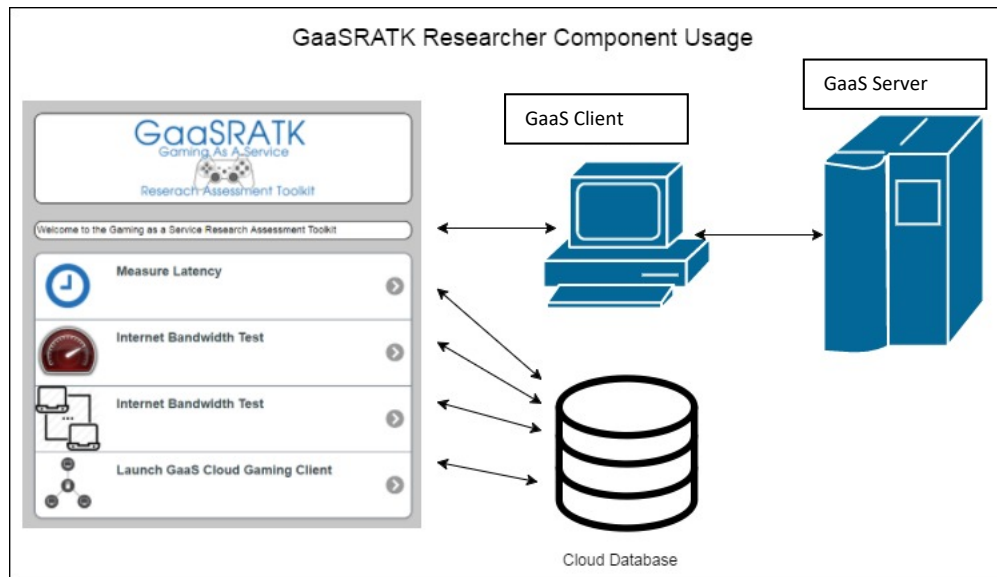 GaaSRATK Researcher Component Usage
GaaS Server
GaaS Client
GaaSRATK
Gaming As A Service
Reserach Assessment Toolkit
Welcome to the Gaming as a Service Research Assessment Toolkit
Measure Latency
Internet Bandwidth Test
Internet Bandwidth Test
Launch GaaS Cloud Gaming Client
Cloud Database